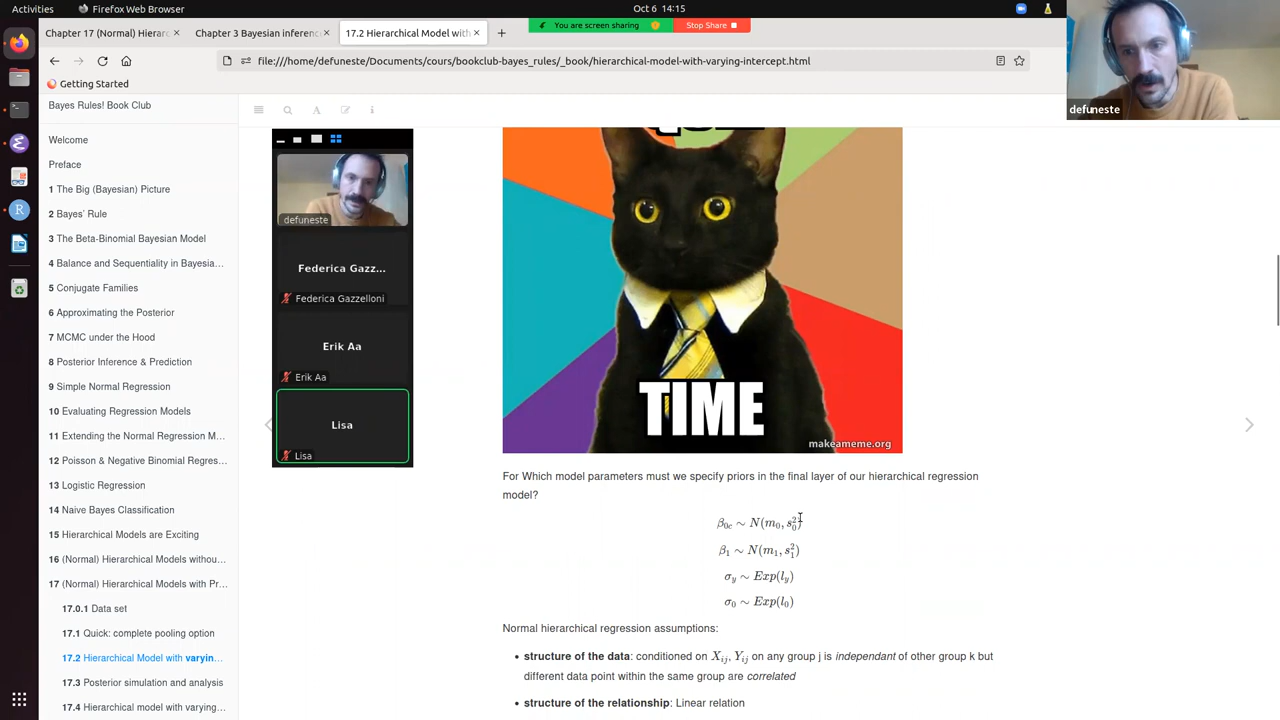 Activities
Firefox Web Browser
Oct 6 14:15
You are screen sharing
Stop Share
Chapter 17 (Normal) Hierarc
Chapter 3 Bayesian inferenc
17.2 Hierarchical Model with
file:///home/defuneste/Documents/cours/bookclub-bayes_rules/_book/hierarchical-model-with-varying-intercept.html
Getting Started
defuneste
Bayes Rules! Book Club
Welcome
Preface
1 The Big (Bayesian) Picture
2 Bayes' Rule
3 The Beta-Binomial Bayesian Model
4 Balance and Sequentiality in Bayesia…
5 Conjugate Families
6 Approximating the Posterior
7 MCMC under the Hood
8 Posterior Inference & Prediction
9 Simple Normal Regression
10 Evaluating Regression Models
11 Extending the Normal Regression M…
12 Poisson & Negative Binomial Regres…
13 Logistic Regression
14 Naive Bayes Classification
15 Hierarchical Models are Exciting
16 (Normal) Hierarchical Models withou…
17 (Normal) Hierarchical Models with Pr…
17.0.1 Data set
17.1 Quick: complete pooling option
17.2 Hierarchical Model with varyin…
17.3 Posterior simulation and analysis
17.4 Hierarchical model with varying…
defuneste
Federica Gazz...
Federica Gazzelloni
Erik Aa
Erik Aa
Lisa
Lisa
TIME
makeameme.org
For Which model parameters must we specify priors in the final layer of our hierarchical regression
model?
β₀c ∼ N(m₀, s₀²)
β₁ ∼ N(m₁, s₁²)
σy ∼ Exp(ly)
σ₀ ∼ Exp(l₀)
Normal hierarchical regression assumptions:
• structure of the data: conditioned on Xij, Yij on any group j is independant of other group k but
different data point within the same group are correlated
• structure of the relationship: Linear relation